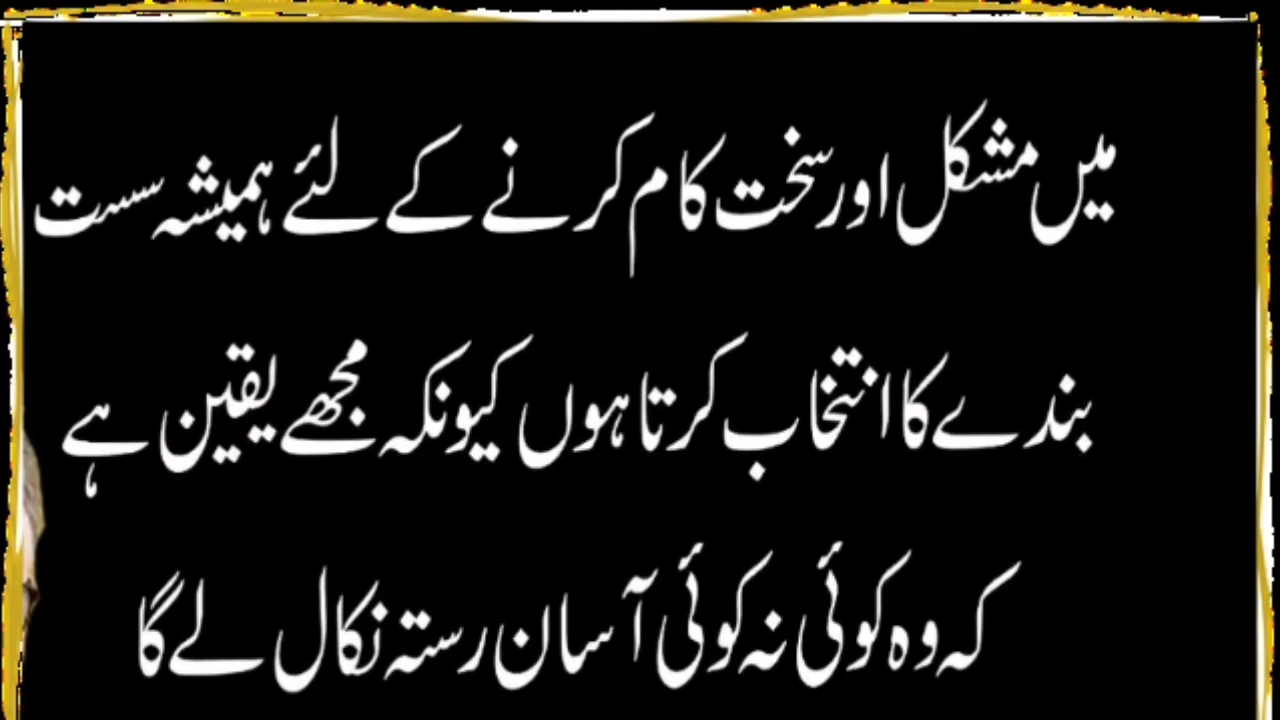 میں مشکل اور سخت کام کرنے کے لئے ہمیشہ سست
بندے کا انتخاب کرتا ہوں کیونکہ مجھے یقین ہے
کہ وہ کوئی نہ کوئی آسان رستہ نکال لے گا